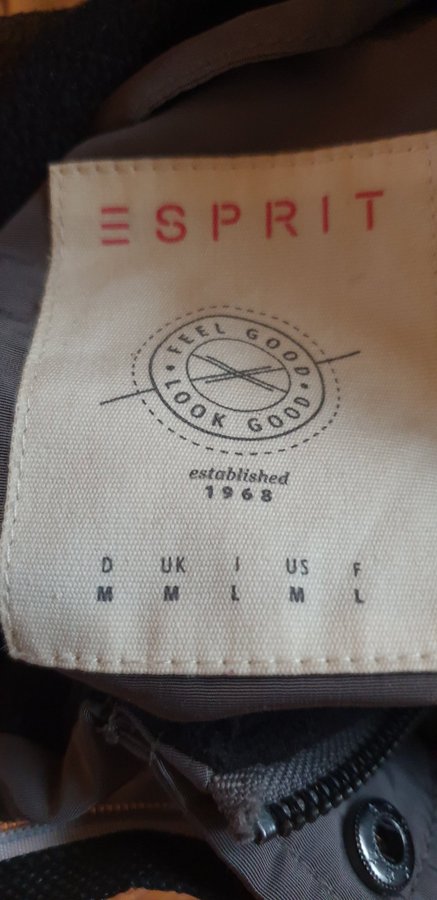 ESPRIT
FEEL GOOD
LOOK GOOD
established
1968
D UK I US F
M M L M L